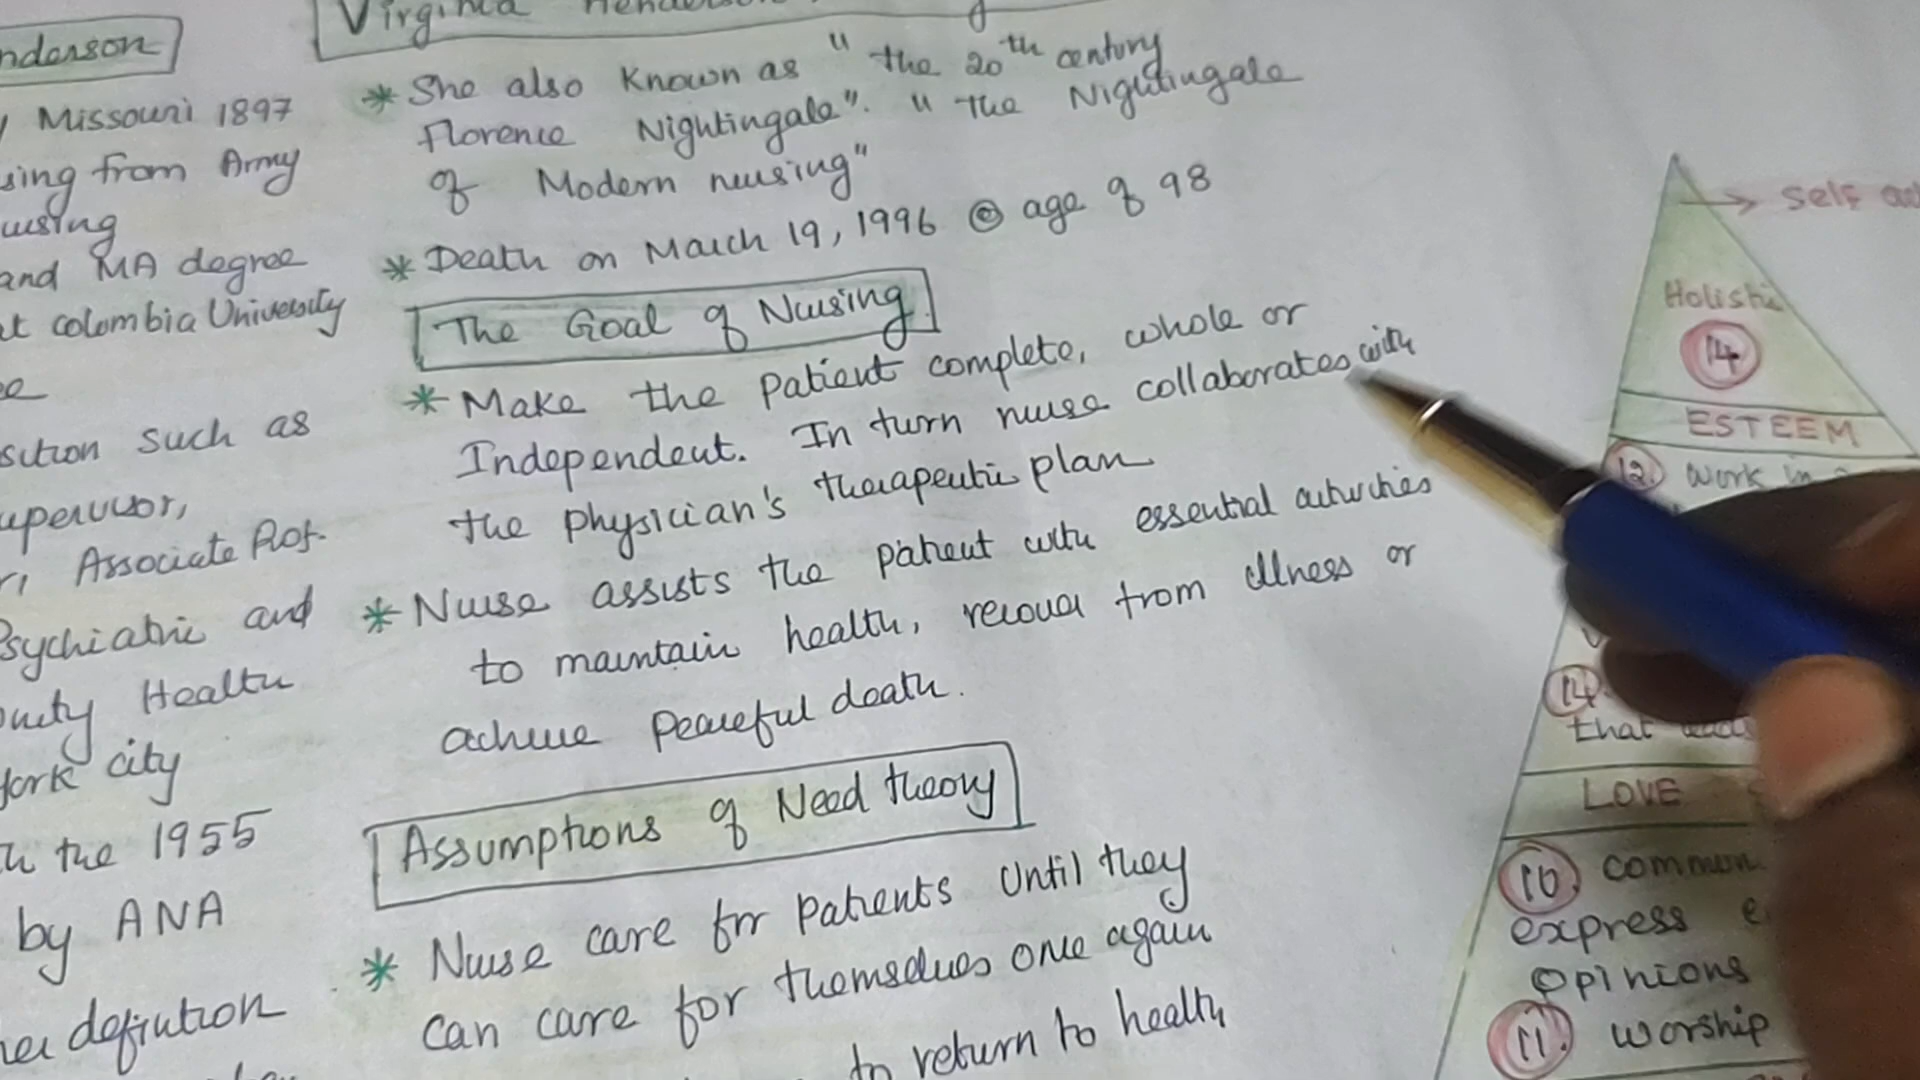 nderson
Missouri 1897
sing from Army
and MA degree
at colombia University
sition such as
Associate Prof.
Psychiatric and
Health
York city
the 1955
by ANA
defintion
Virginia
* She also known as "the 20th century
Florence Nightingale". "The Nightingale
of Modern nursing"
* Death on March 19, 1996 @ age of 98
The Goal of Nursing
* Make the patient complete, whole or
Independent. In turn nurse collaborates with
the physician's therapeutic plan
* Nurse assists the patient with essential activities
to maintain health, recover from illness or
achieve Peaceful death.
Assumptions of Need theory
* Nurse care for patients Until they
can care for themselves once again
to return to health
→ Self
Holistic
14
ESTEEM
12. work in
14
that
LOVE
10. commun
express
Opinions
11. worship